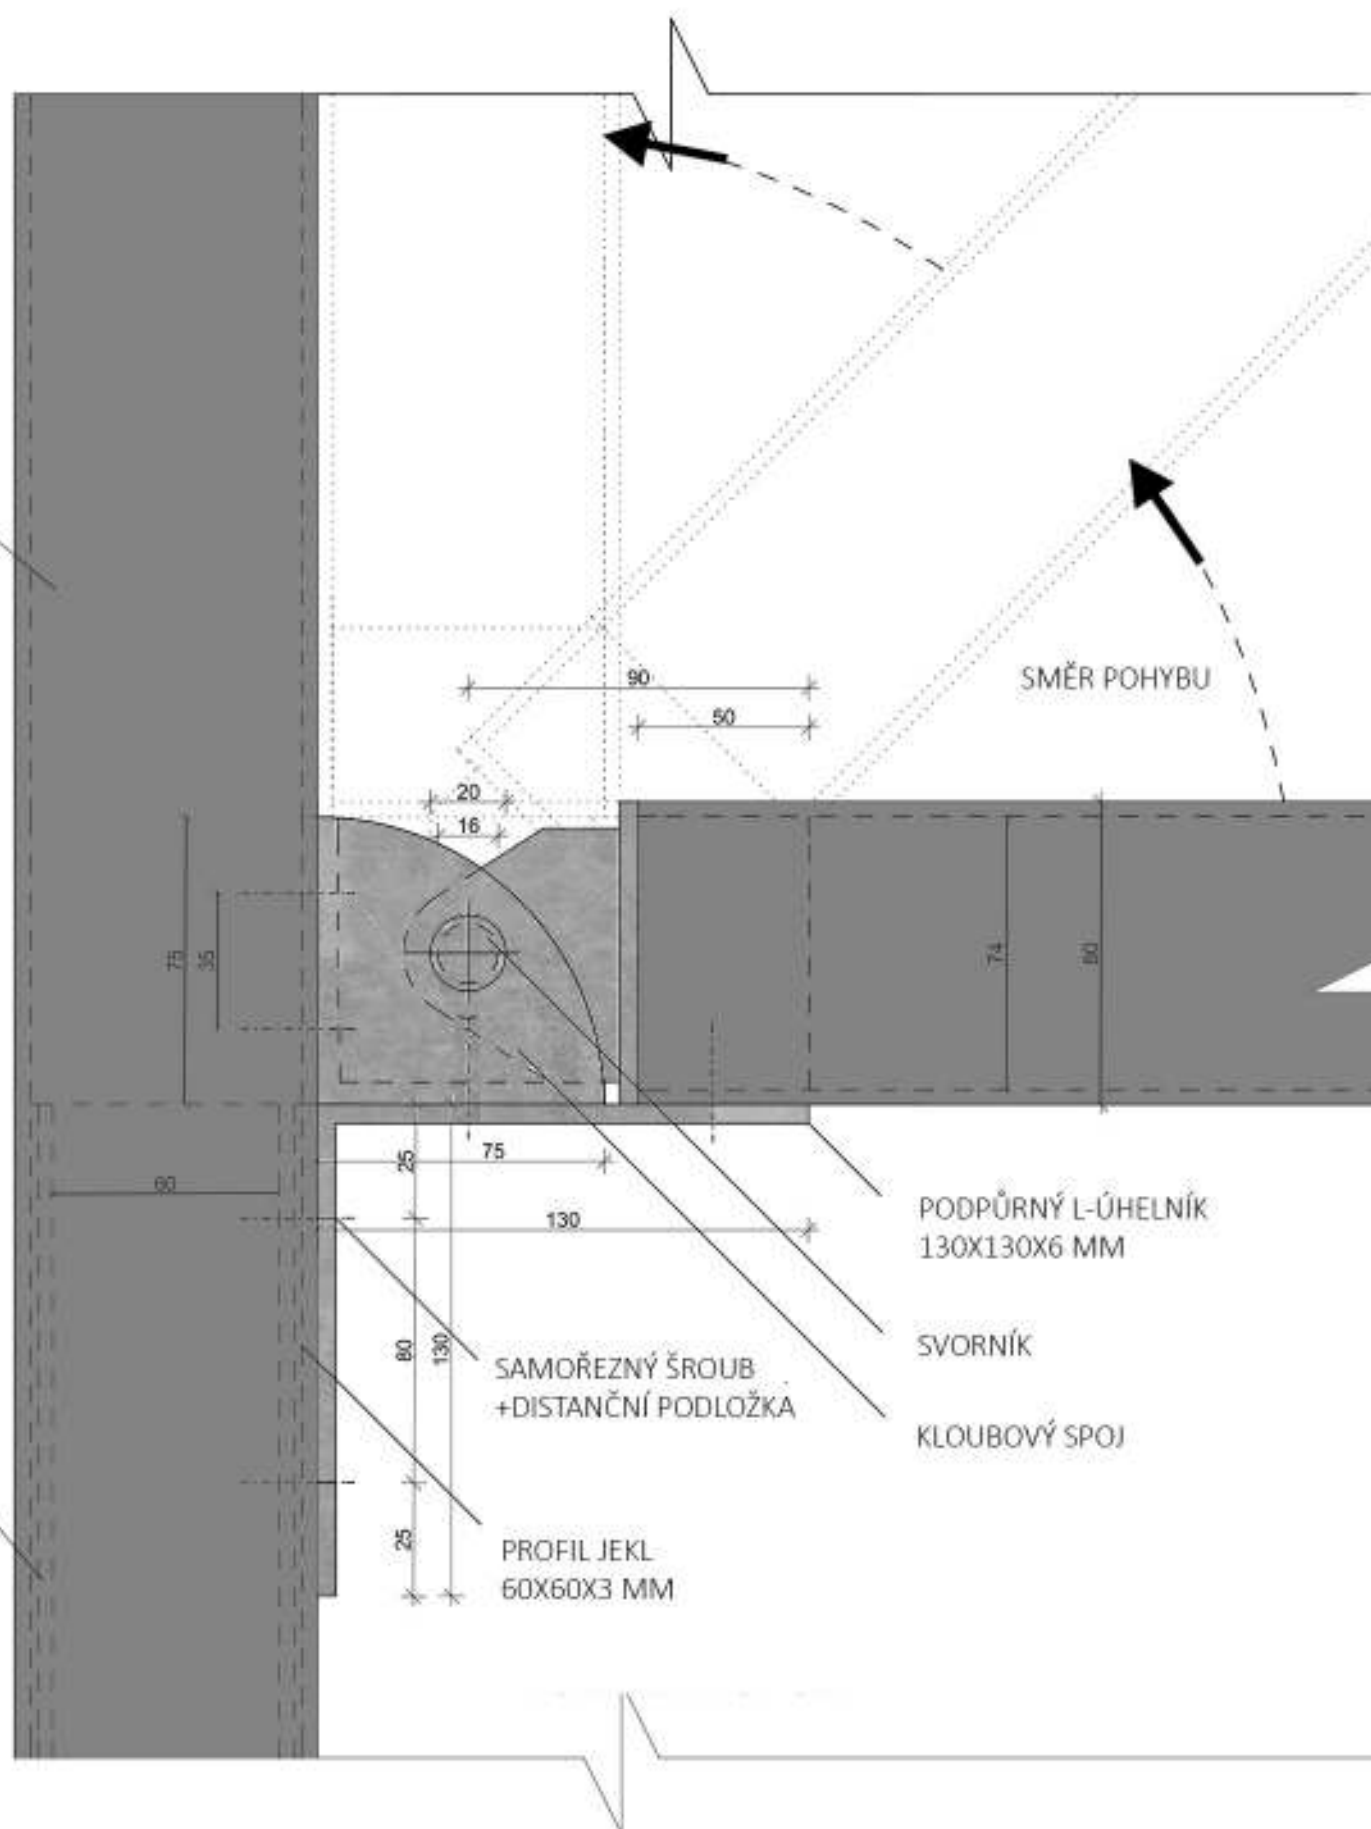 90
SMĚR POHYBU
50
20
16
75
35
74
80
75
25
60
130
PODPŮRNÝ L-ÚHELNÍK
130X130X6 MM
SVORNÍK
80
130
SAMOŘEZNÝ ŠROUB
+DISTANČNÍ PODLOŽKA
KLOUBOVÝ SPOJ
25
PROFIL JEKL
60X60X3 MM